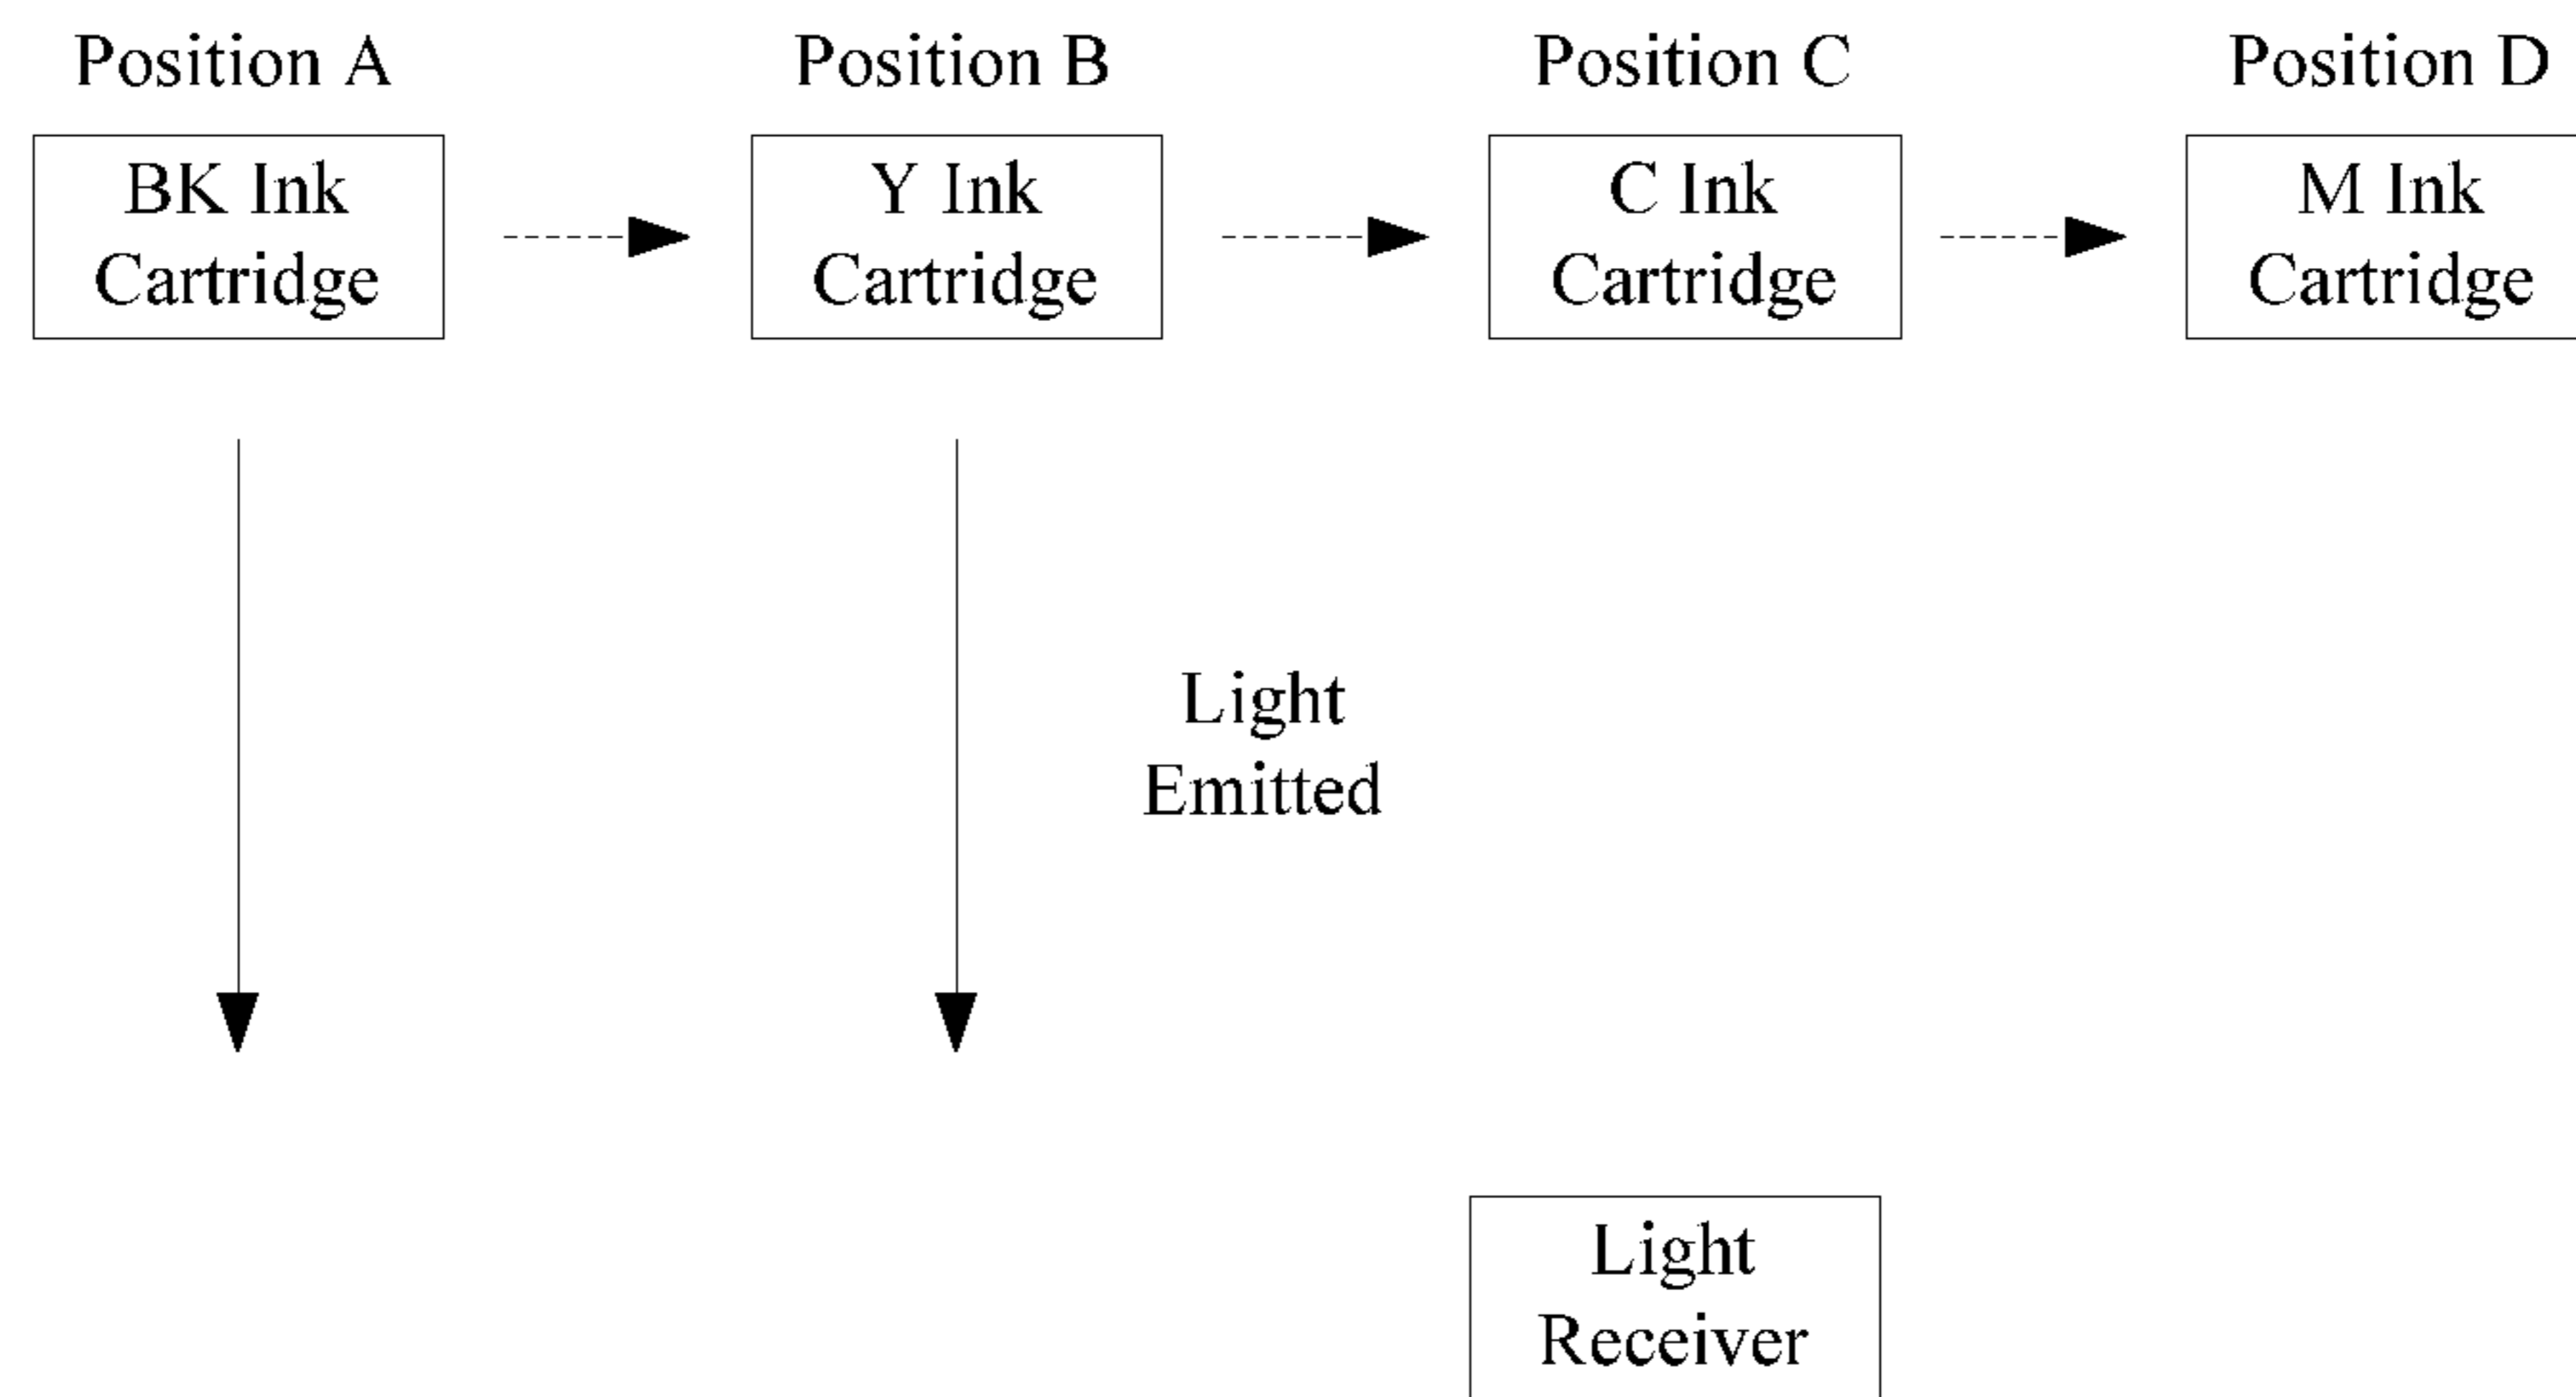 Position A
Position B
Position C
Position D
BK Ink
Cartridge
Y Ink
Cartridge
C Ink
Cartridge
M Ink
Cartridge
Light
Emitted
Light
Receiver